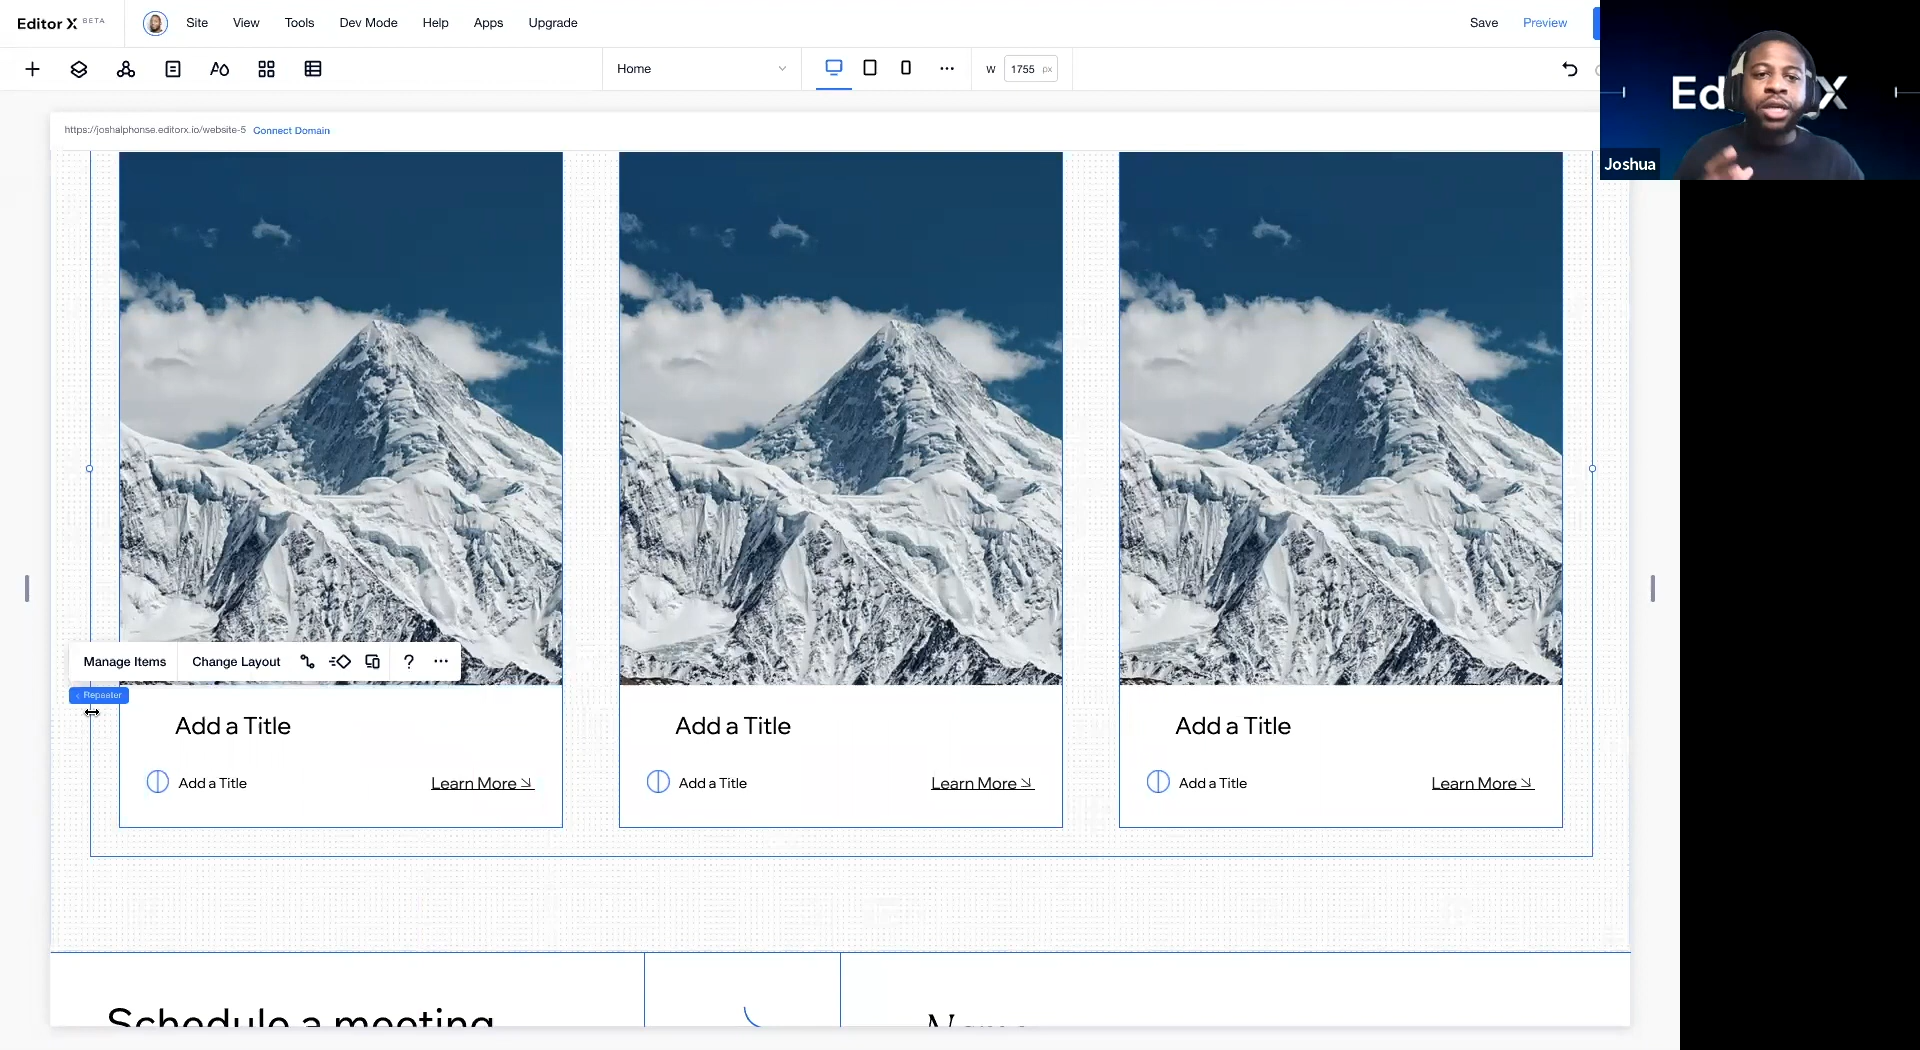 Editor X BETA
Site View Tools Dev Mode Help Apps Upgrade
Save Preview
Home
W 1755 px
https://joshalphonse.editorx.io/website-5 Connect Domain
Ed X
Joshua
Manage Items Change Layout ?
Repeater
Add a Title Add a Title Add a Title
Add a Title Learn More Add a Title Learn More Add a Title Learn More
Schedule a meeting
Name